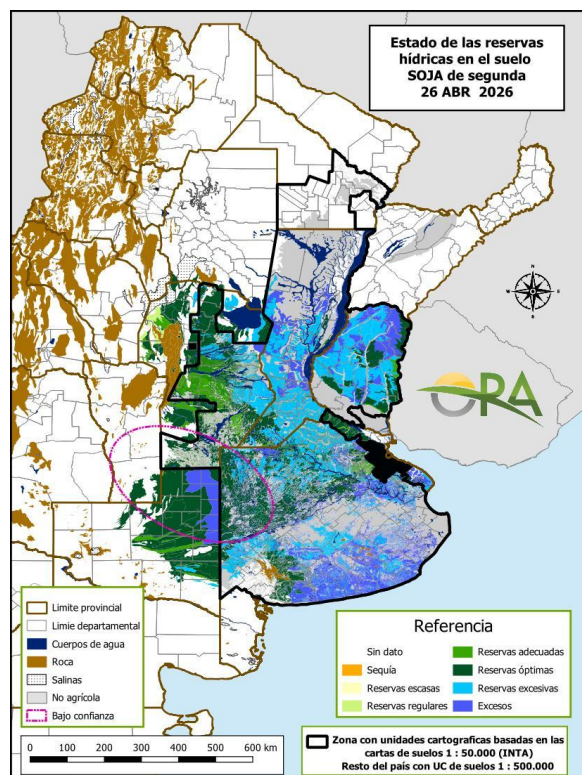 Estado de las reservas
hídricas en el suelo
SOJA de segunda
26 ABR 2026
N
W
E
S
ORA
Limite provincial
Limie departamental
Cuerpos de agua
Roca
Salinas
No agrícola
Bajo confianza
0 100 200 300 400 500 600 km
Referencia
Sin dato
Sequía
Reservas escasas
Reservas regulares
Reservas adecuadas
Reservas óptimas
Reservas excesivas
Excesos
Zona con unidades cartograficas basadas en las
cartas de suelos 1 : 50.000 (INTA)
Resto del país con UC de suelos 1 : 500.000